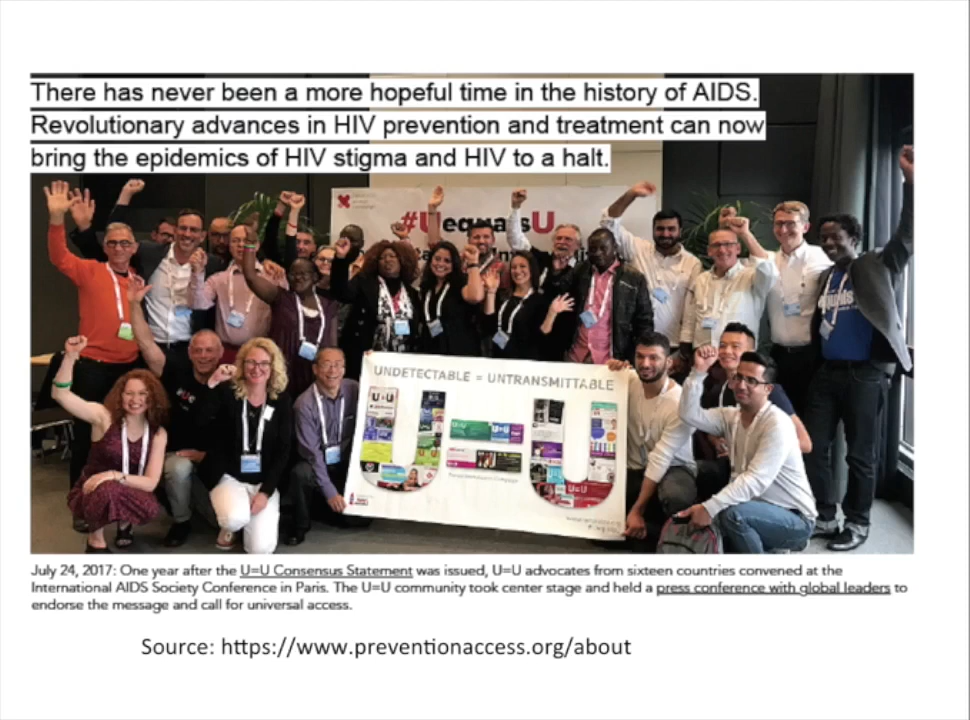 There has never been a more hopeful time in the history of AIDS.
Revolutionary advances in HIV prevention and treatment can now
bring the epidemics of HIV stigma and HIV to a halt.
#UequalsU
UNDETECTABLE = UNTRANSMITTABLE
U=U
July 24, 2017: One year after the U=U Consensus Statement was issued, U=U advocates from sixteen countries convened at the
International AIDS Society Conference in Paris. The U=U community took center stage and held a press conference with global leaders to
endorse the message and call for universal access.
Source: https://www.preventionaccess.org/about